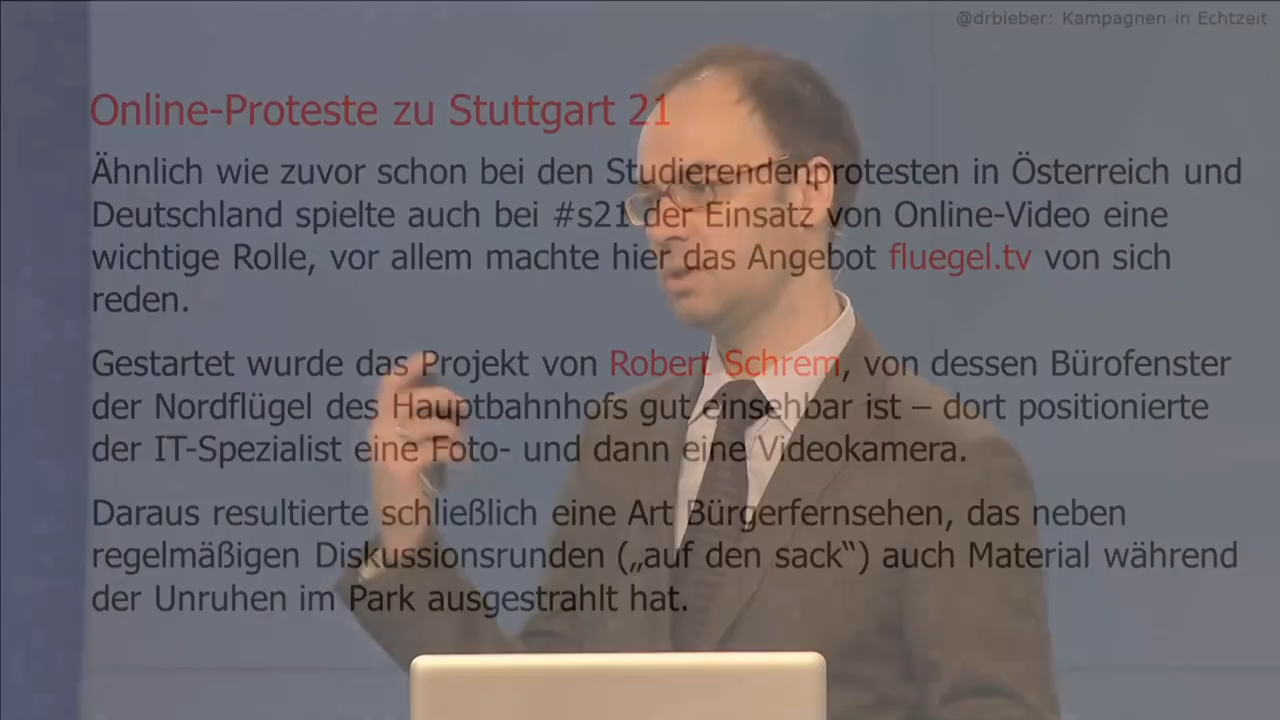 @drbieber: Kampagnen in Echtzeit
Online-Proteste zu Stuttgart 21
Ähnlich wie zuvor schon bei den Studierendenprotesten in Österreich und
Deutschland spielte auch bei #s21 der Einsatz von Online-Video eine
wichtige Rolle, vor allem machte hier das Angebot fluegel.tv von sich
reden.
Gestartet wurde das Projekt von Robert Schrem, von dessen Bürofenster
der Nordflügel des Hauptbahnhofs gut einsehbar ist – dort positionierte
der IT-Spezialist eine Foto- und dann eine Videokamera.
Daraus resultierte schließlich eine Art Bürgerfernsehen, das neben
regelmäßigen Diskussionsrunden („auf den sack“) auch Material während
der Unruhen im Park ausgestrahlt hat.